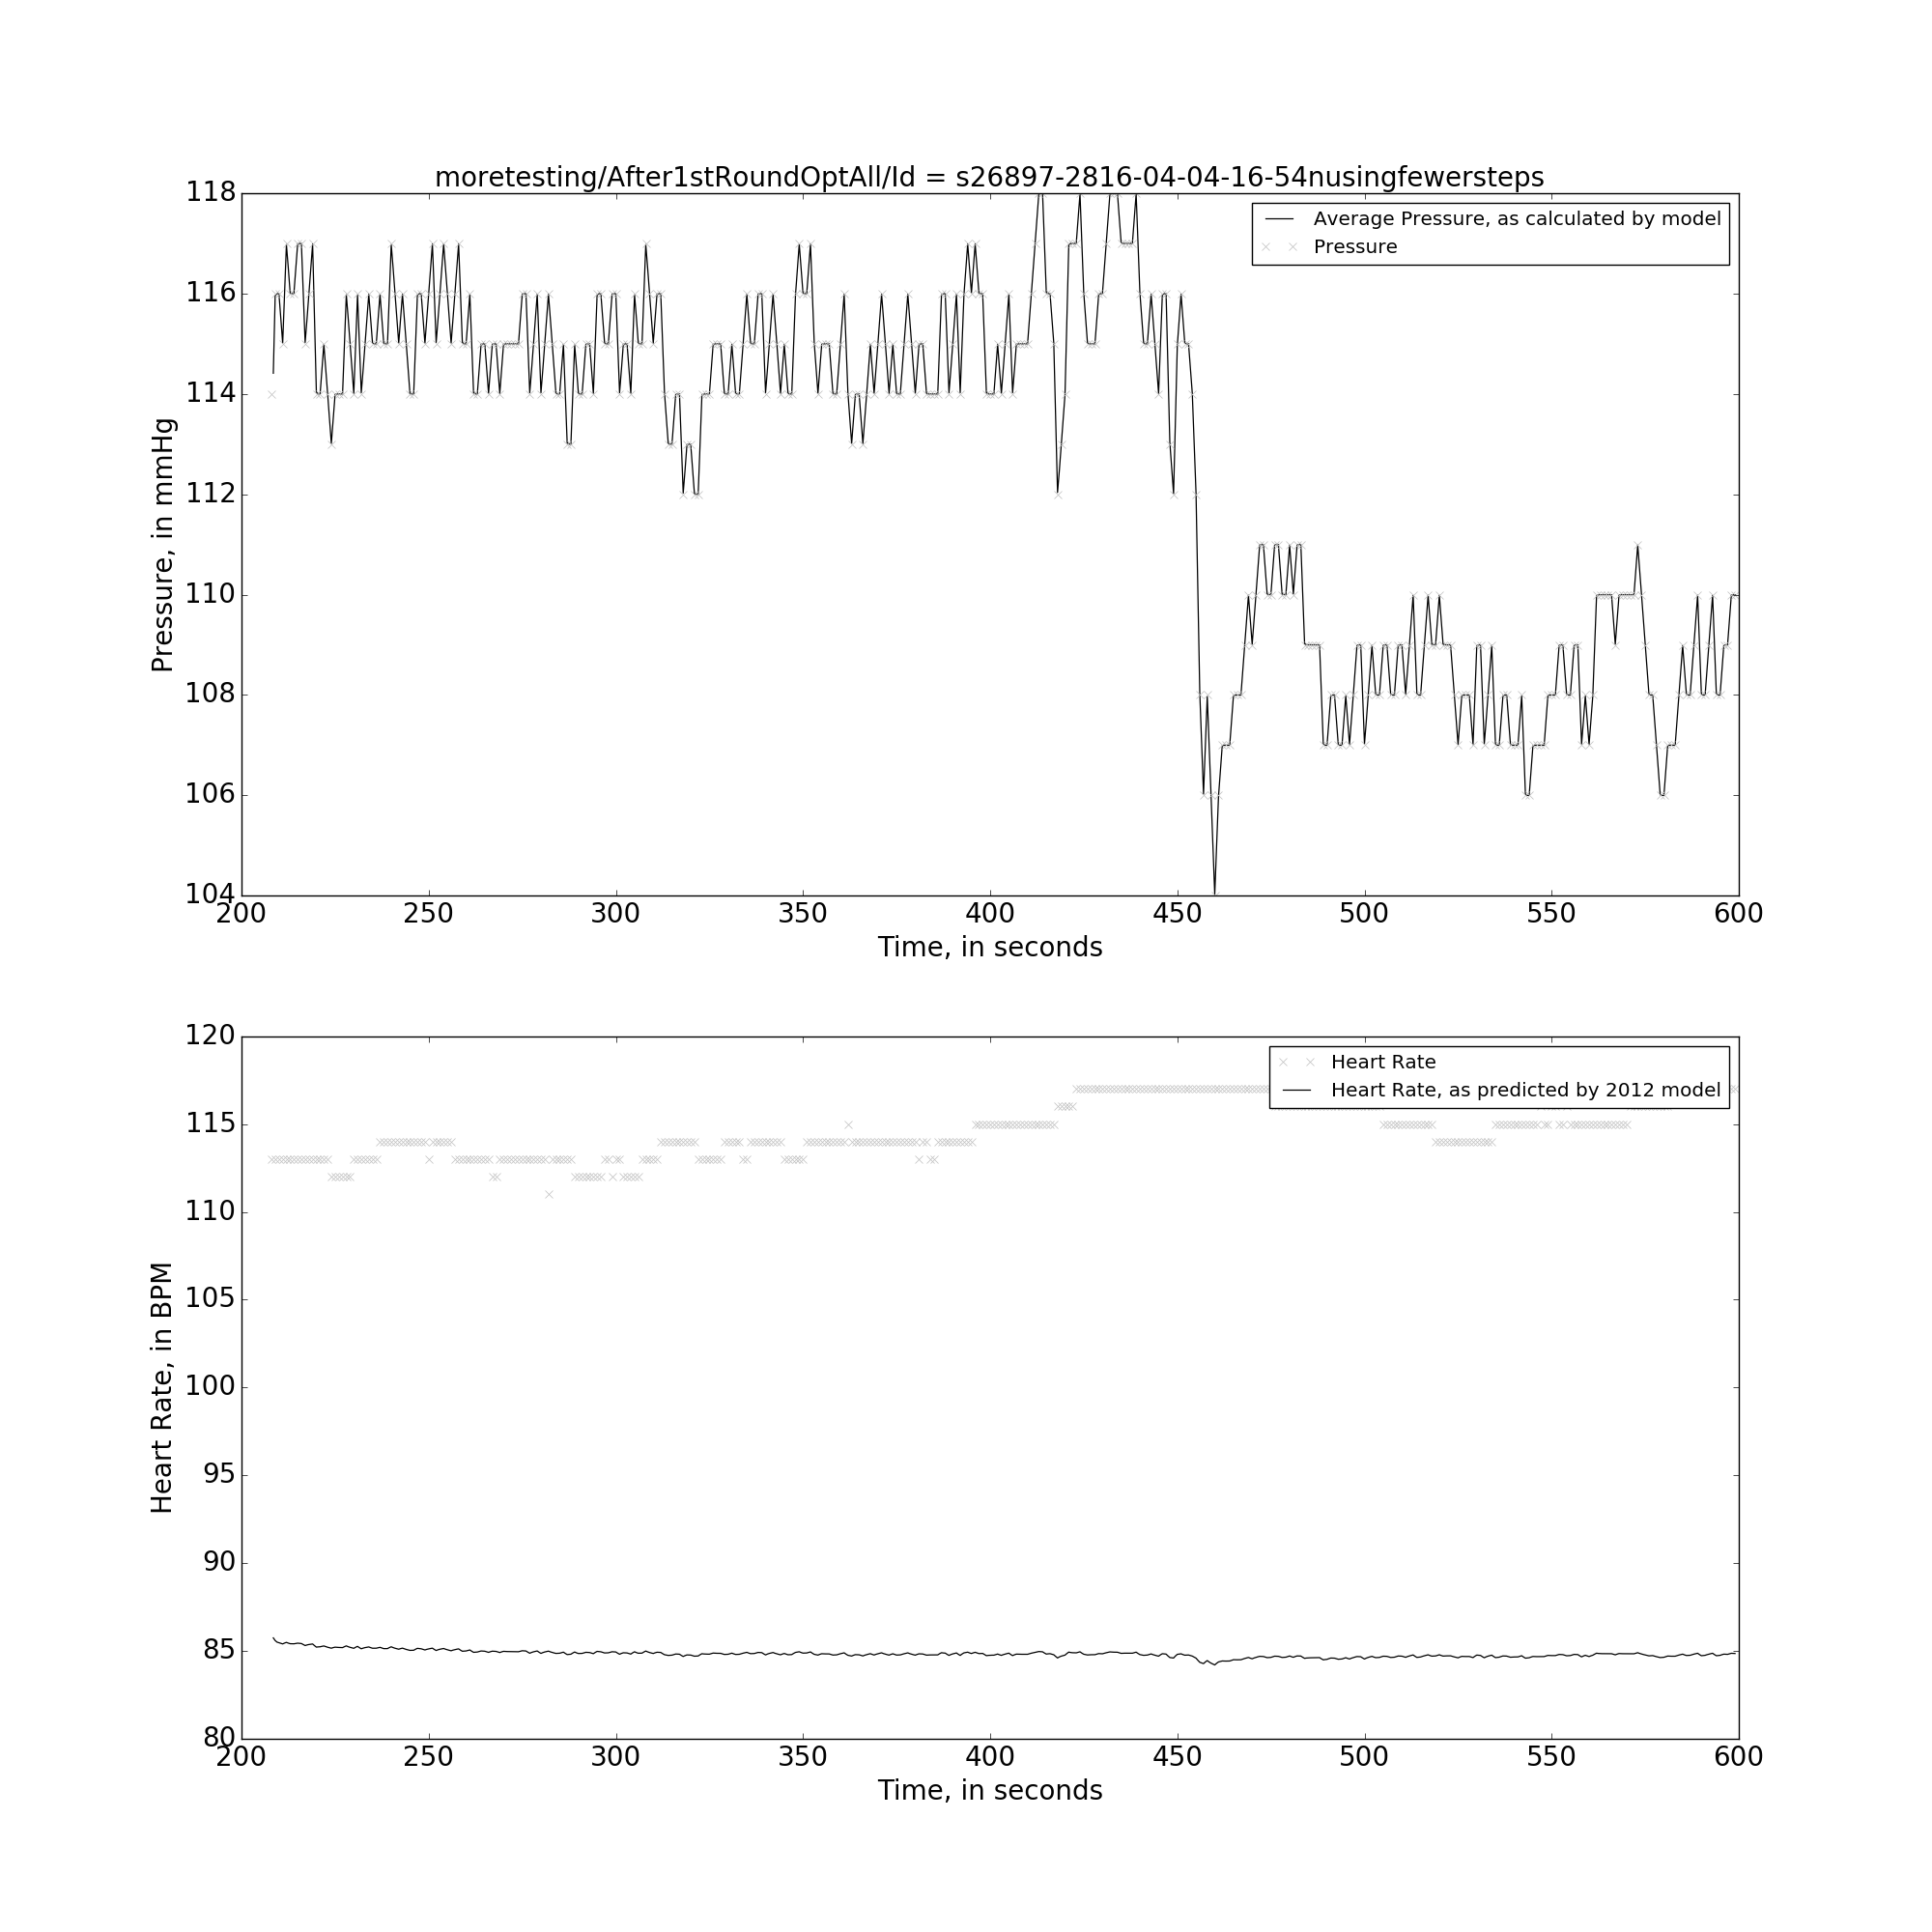 moretesting/After1stRoundOptAll/Id = s26897-2816-04-04-16-54nusingfewersteps
118
116
114
112
110
108
106
104
Pressure, in mmHg
Average Pressure, as calculated by model
Pressure
200 250 300 350 400 450 500 550 600
Time, in seconds
120
115
110
105
100
95
90
85
80
Heart Rate, in BPM
Heart Rate
Heart Rate, as predicted by 2012 model
200 250 300 350 400 450 500 550 600
Time, in seconds